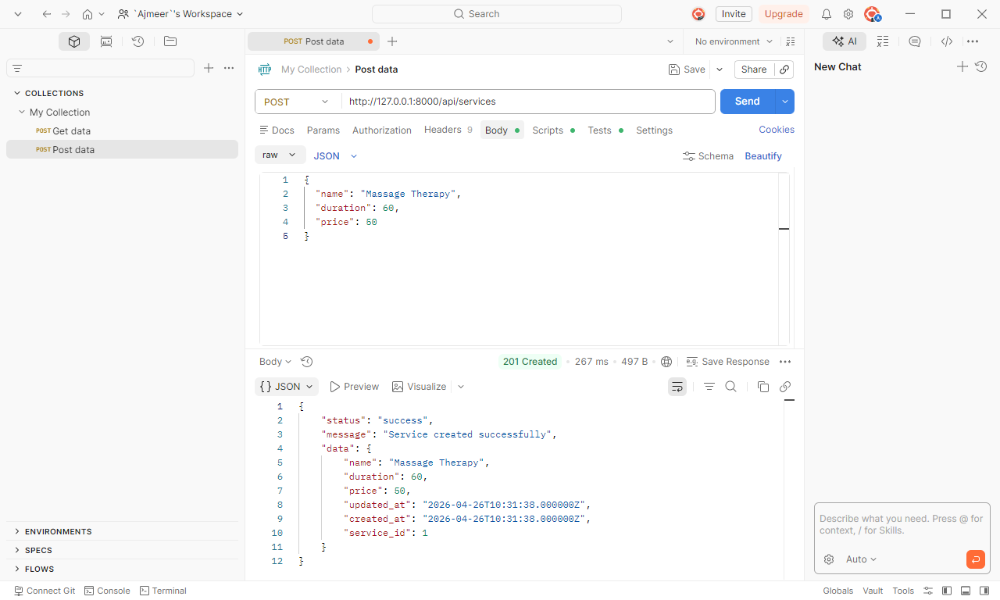 `Ajmeer`'s Workspace
Search
Invite
Upgrade
POST Post data
No environment
AI
HTTP My Collection > Post data
Save
Share
New Chat
COLLECTIONS
My Collection
POST Get data
POST Post data
POST
http://127.0.0.1:8000/api/services
Send
Docs Params Authorization Headers 9 Body Scripts Tests Settings Cookies
raw JSON Schema Beautify
1 {
2 "name": "Massage Therapy",
3 "duration": 60,
4 "price": 50
5 }
Body 201 Created 267 ms 497 B e.g. Save Response
{} JSON Preview Visualize
1 {
2 "status": "success",
3 "message": "Service created successfully",
4 "data": {
5 "name": "Massage Therapy",
6 "duration": 60,
7 "price": 50,
8 "updated_at": "2026-04-26T10:31:38.000000Z",
9 "created_at": "2026-04-26T10:31:38.000000Z",
10 "service_id": 1
11 }
12 }
ENVIRONMENTS
SPECS
FLOWS
Describe what you need. Press @ for
context, / for Skills.
Auto
Connect Git Console Terminal
Globals Vault Tools